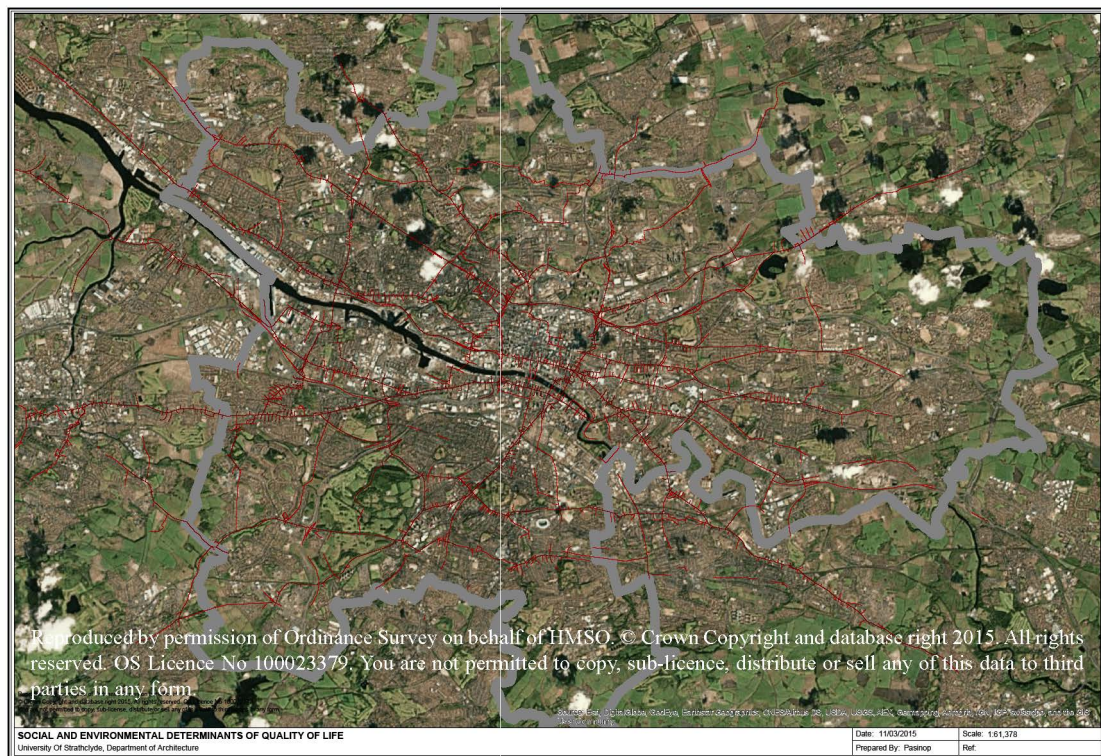 Reproduced by permission of Ordinance Survey on behalf of HMSO. © Crown Copyright and database right 2015. All rights
reserved. OS Licence No 100023379. You are not permitted to copy, sub-licence, distribute or sell any of this data to third
parties in any form.
SOCIAL AND ENVIRONMENTAL DETERMINANTS OF QUALITY OF LIFE
University Of Strathclyde, Department of Architecture
Date: 11/03/2015
Scale: 1:61,378
Prepared By: Pasinop
Ref: